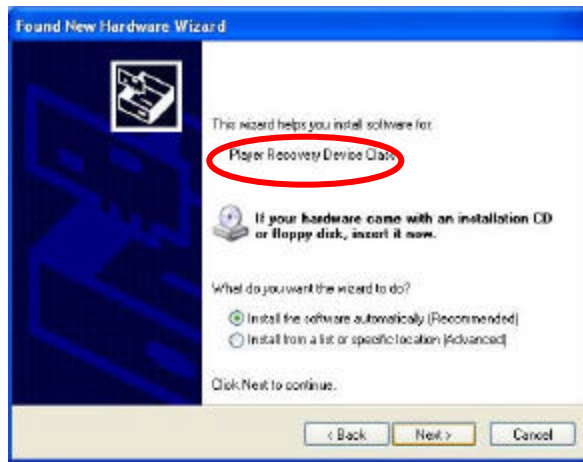 Found New Hardware Wizard
This wizard helps you install software for:
Player Recovery Device Class
If your hardware came with an installation CD
or floppy disk, insert it now.
What do you want the wizard to do?
Install the software automatically (Recommended)
Install from a list or specific location (Advanced)
Click Next to continue.
< Back
Next >
Cancel